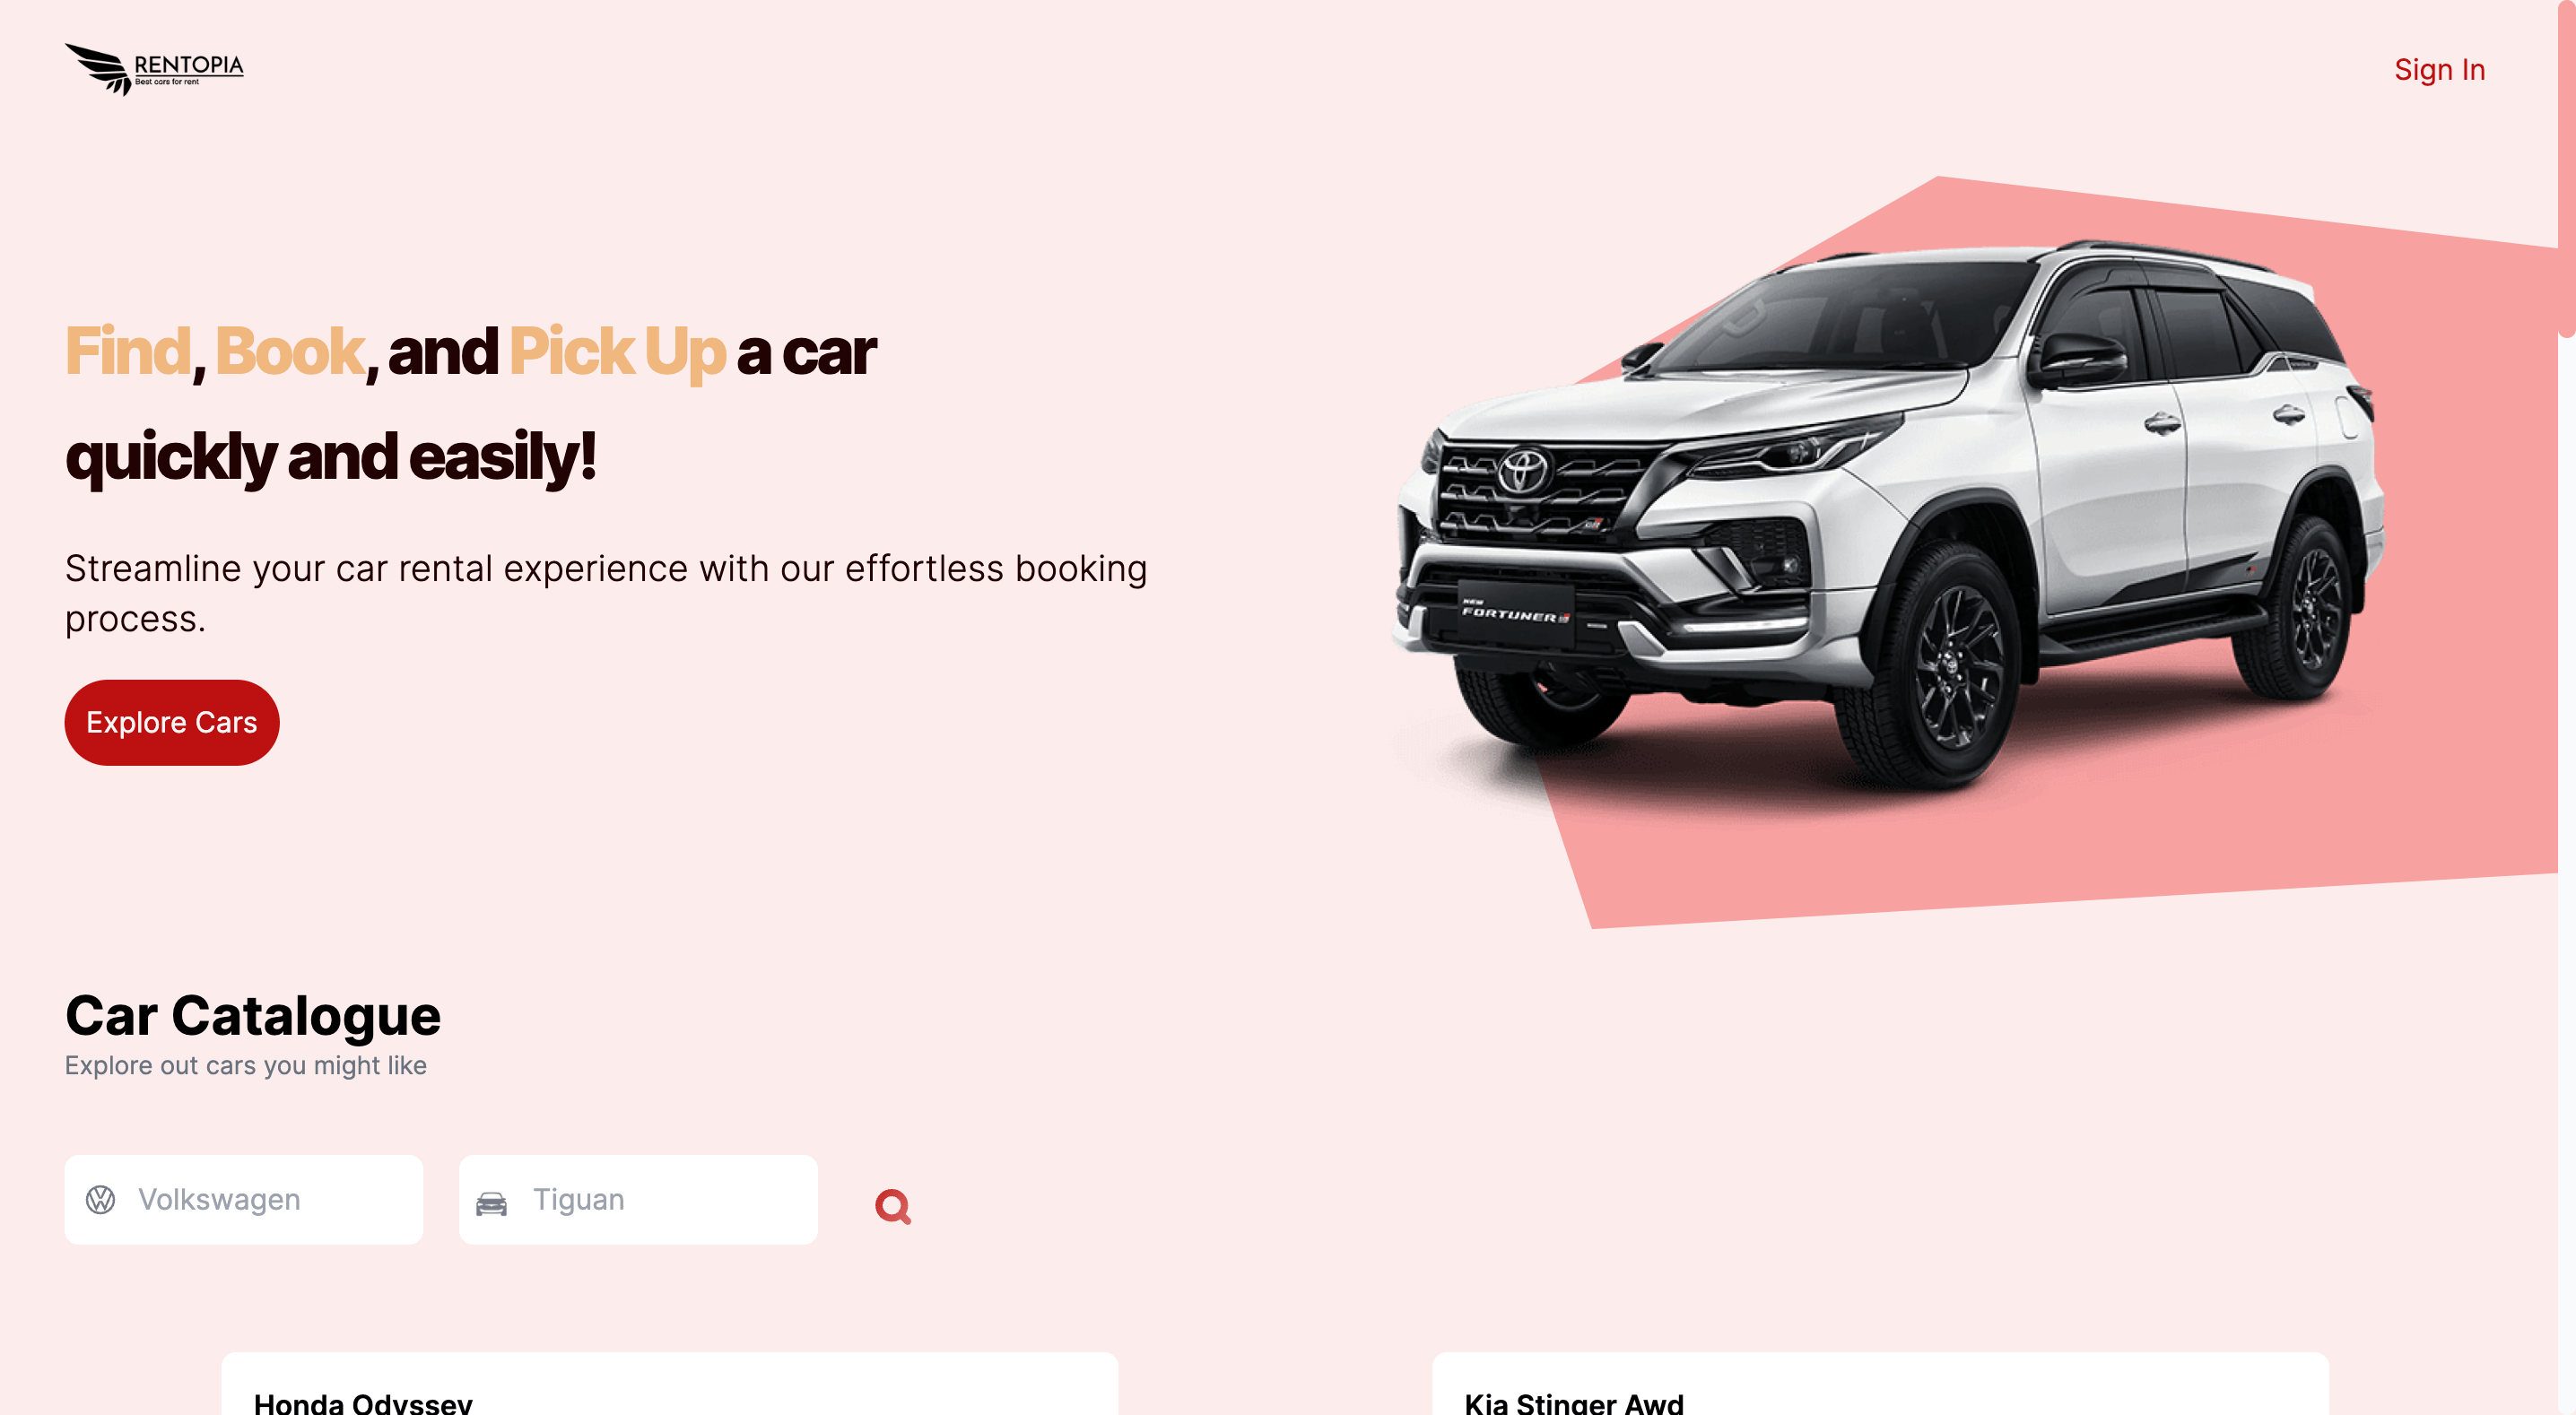 RENTOPIA
Best cars for rent
Sign In
Find, Book, and Pick Up a car
quickly and easily!
Streamline your car rental experience with our effortless booking
process.
Explore Cars
NEW
FORTUNER GR
Car Catalogue
Explore out cars you might like
Volkswagen
Tiguan
Honda Odyssey
Kia Stinger Awd